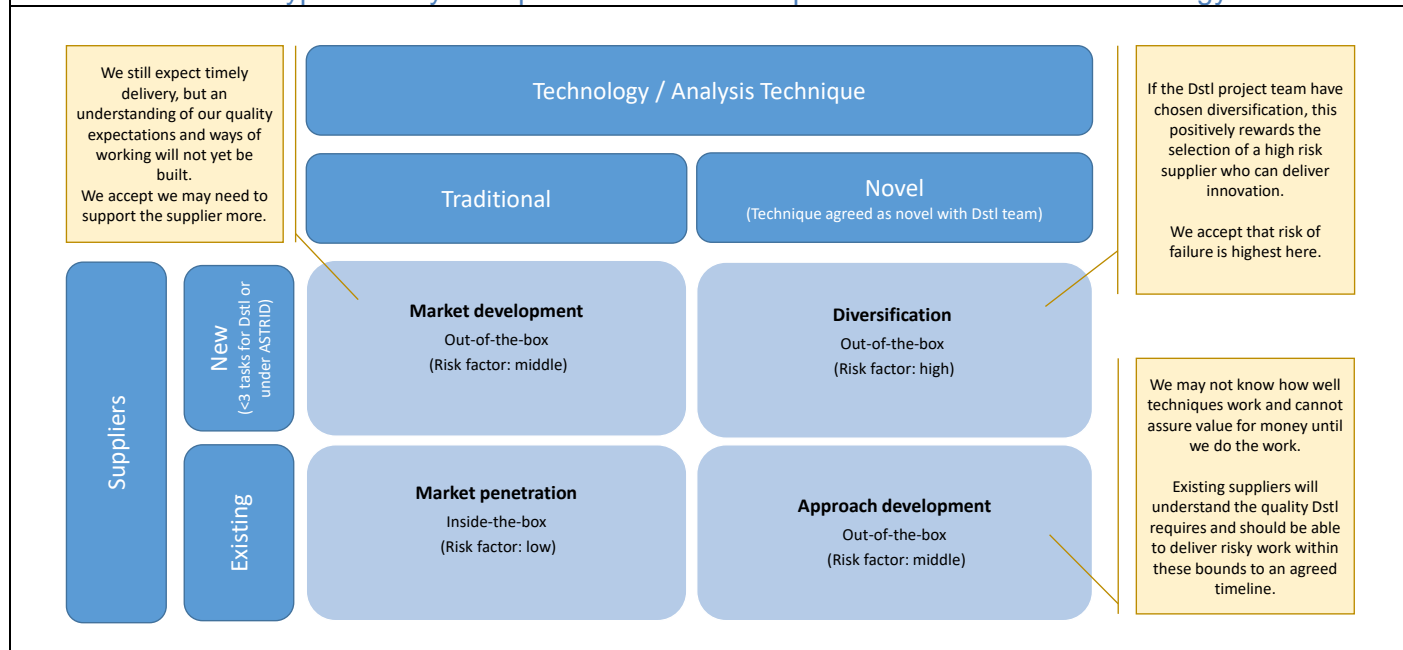 We still expect timely
delivery, but an
understanding of our quality
expectations and ways of
working will not yet be
built.
We accept we may need to
support the supplier more.
Technology / Analysis Technique
If the Dstl project team have
chosen diversification, this
positively rewards the
selection of a high risk
supplier who can deliver
innovation.
We accept that risk of
failure is highest here.
Traditional
Novel
(Technique agreed as novel with Dstl team)
Suppliers
New
(<3 tasks for Dstl or
under ASTRID)
Market development
Out-of-the-box
(Risk factor: middle)
Diversification
Out-of-the-box
(Risk factor: high)
Existing
Market penetration
Inside-the-box
(Risk factor: low)
Approach development
Out-of-the-box
(Risk factor: middle)
We may not know how well
techniques work and cannot
assure value for money until
we do the work.
Existing suppliers will
understand the quality Dstl
requires and should be able
to deliver risky work within
these bounds to an agreed
timeline.